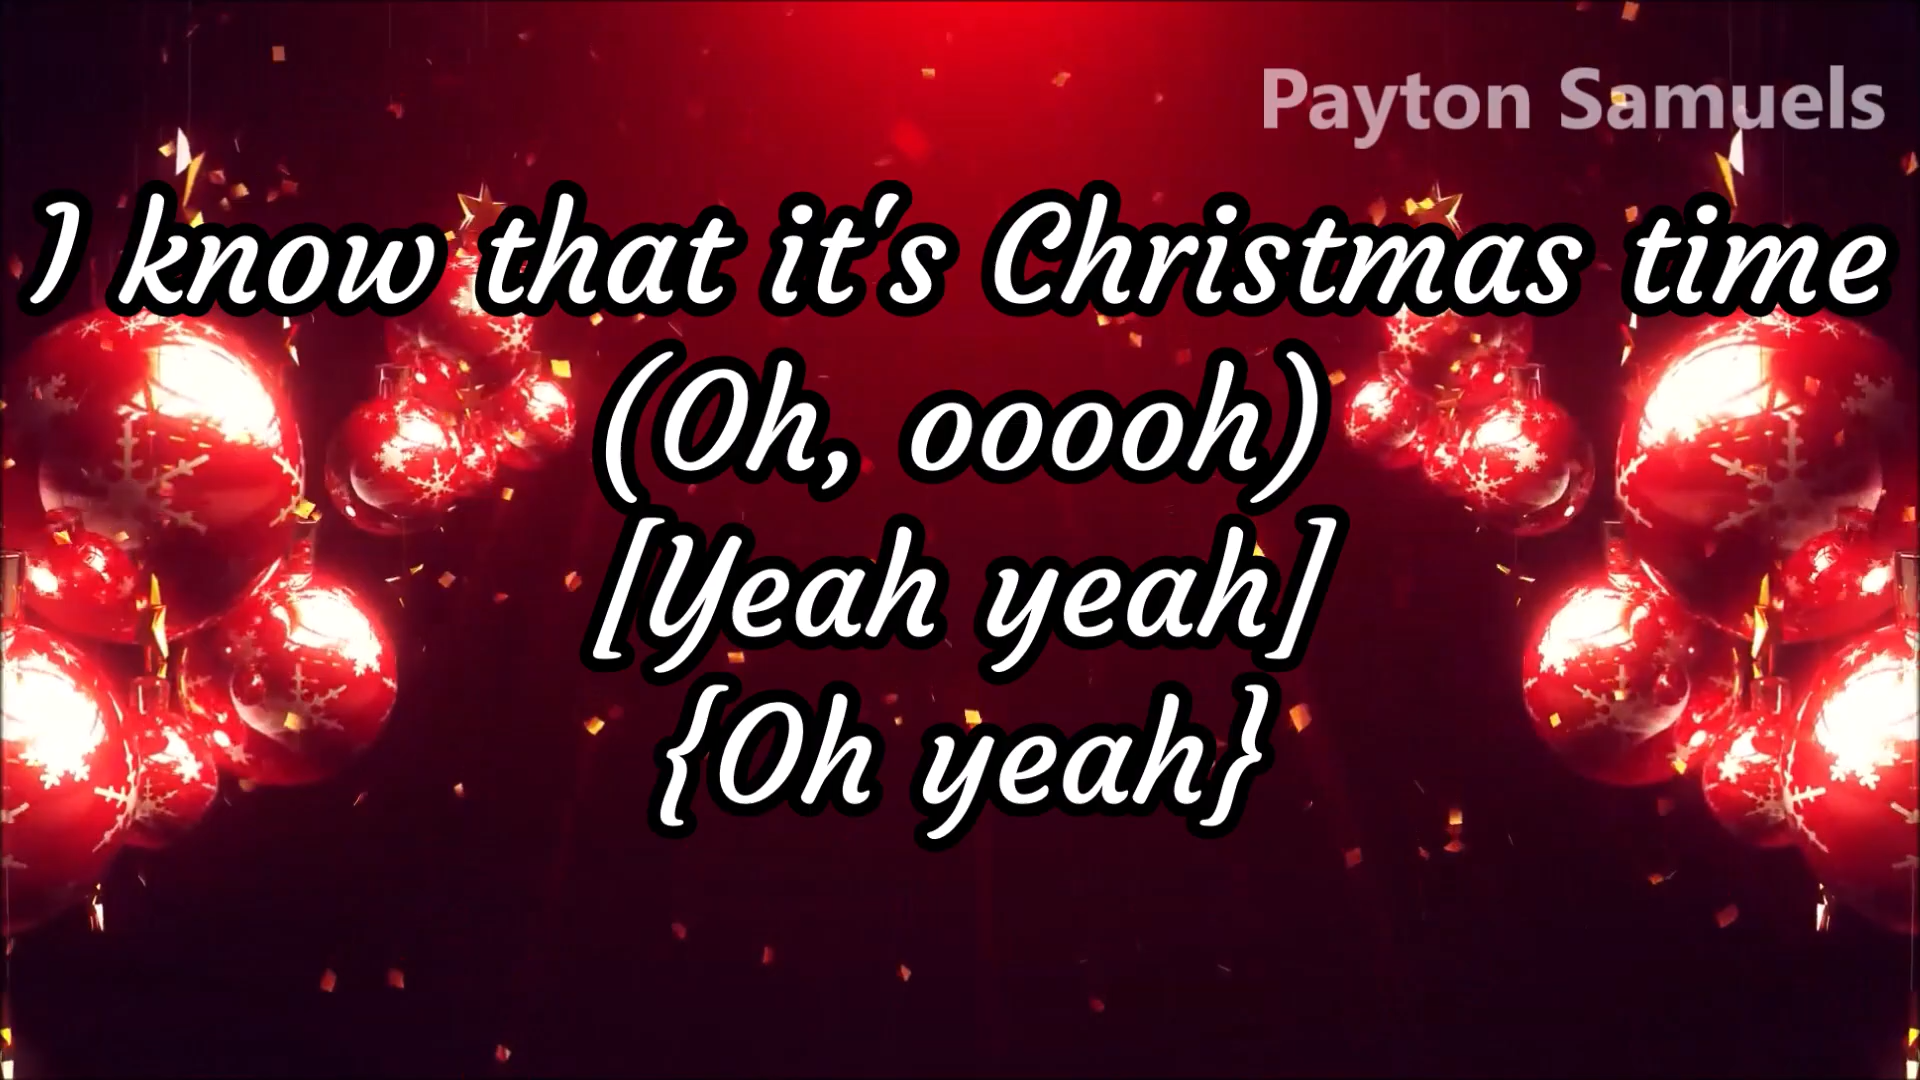 Payton Samuels
I know that it's Christmas time
(Oh, ooooh)
[Yeah yeah]
{Oh yeah}